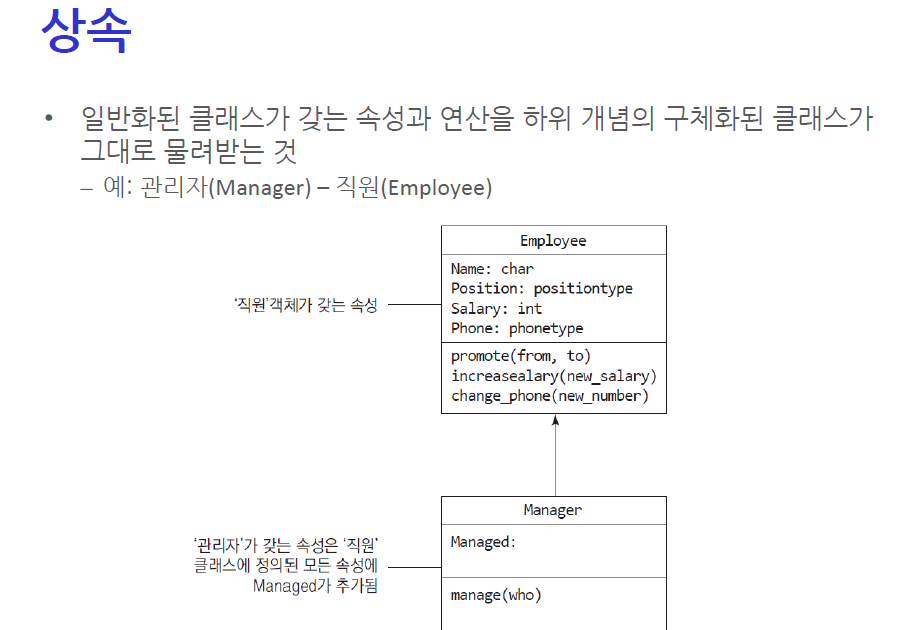 상속
• 일반화된 클래스가 갖는 속성과 연산을 하위 개념의 구체화된 클래스가
그대로 물려받는 것
– 예: 관리자(Manager) – 직원(Employee)
Employee
Name: char
Position: positiontype
Salary: int
Phone: phonetype
'직원'객체가 갖는 속성
promote(from, to)
increasealary(new_salary)
change_phone(new_number)
Manager
Managed:
'관리자'가 갖는 속성은 '직원'
클래스에 정의된 모든 속성에
Managed가 추가됨
manage(who)